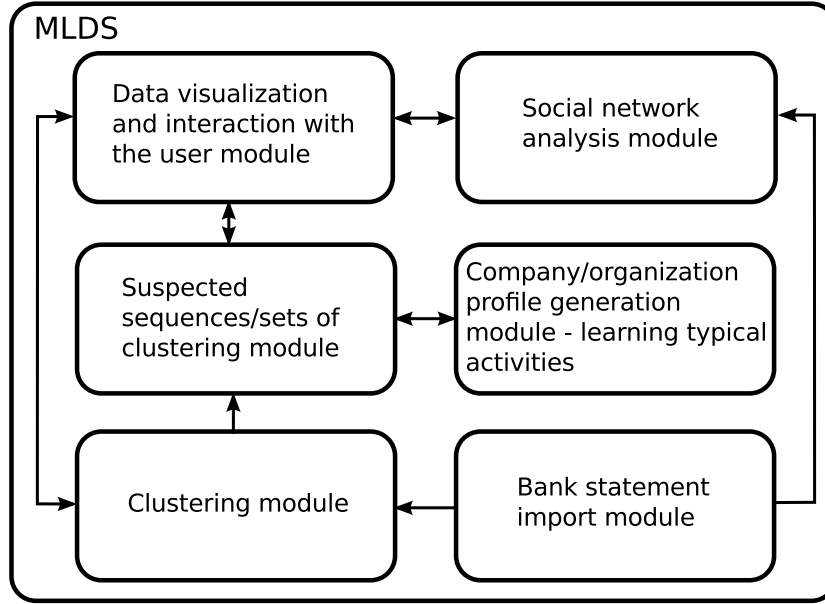 MLDS
Data visualization
and interaction with
the user module
Social network
analysis module
Suspected
sequences/sets of
clustering module
Company/organization
profile generation
module - learning typical
activities
Clustering module
Bank statement
import module